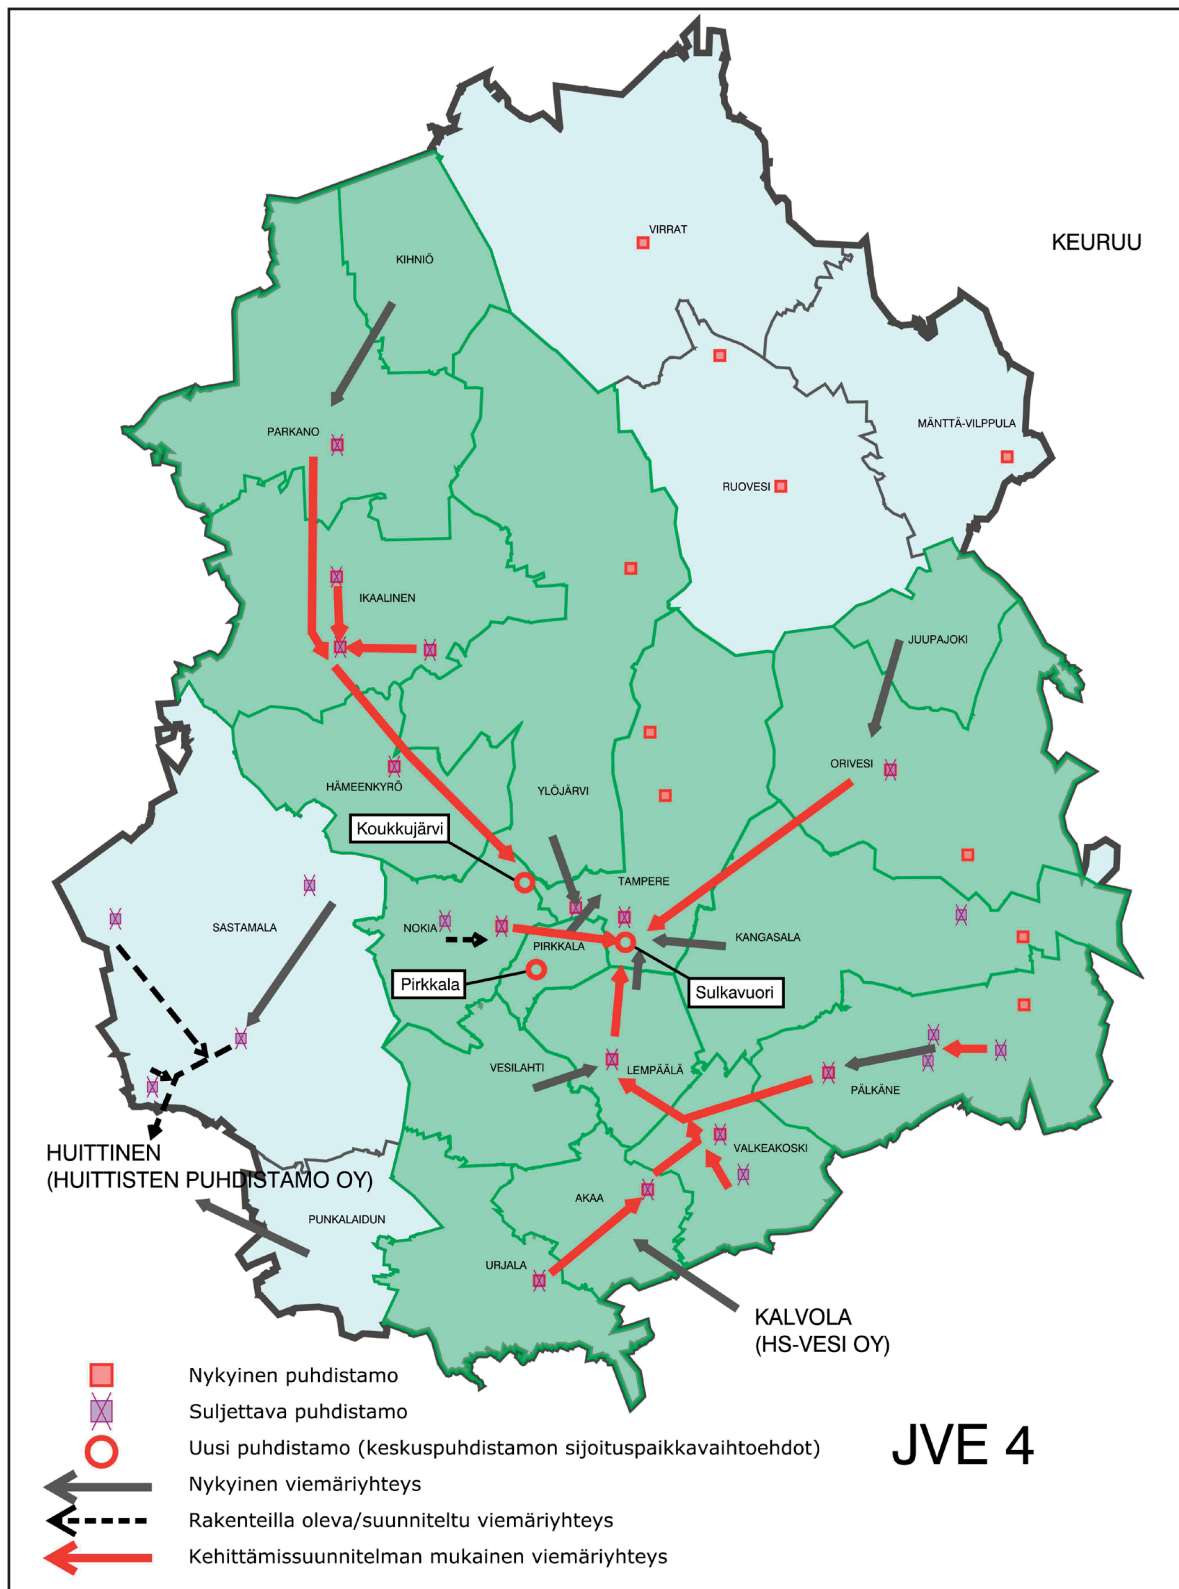 VIRRAT
KEURUU
KIHNIÖ
MÄNTTÄ-VILPPULA
PARKANO
RUOVESI
IKAALINEN
JUUPAJOKI
ORIVESI
HÄMEENKYRÖ
YLÖJÄRVI
Koukkujärvi
TAMPERE
SASTAMALA
NOKIA
PIRKKALA
KANGASALA
Pirkkala
Sulkavuori
VESILAHTI
LEMPÄÄLÄ
PÄLKÄNE
HUITTINEN
(HUITTISTEN PUHDISTAMO OY)
VALKEAKOSKI
AKAA
PUNKALAIDUN
URJALA
KALVOLA
(HS-VESI OY)
Nykyinen puhdistamo
Suljettava puhdistamo
Uusi puhdistamo (keskuspuhdistamon sijoituspaikkavaihtoehdot)
JVE 4
Nykyinen viemäriyhteys
Rakenteilla oleva/suunniteltu viemäriyhteys
Kehittämissuunnitelman mukainen viemäriyhteys